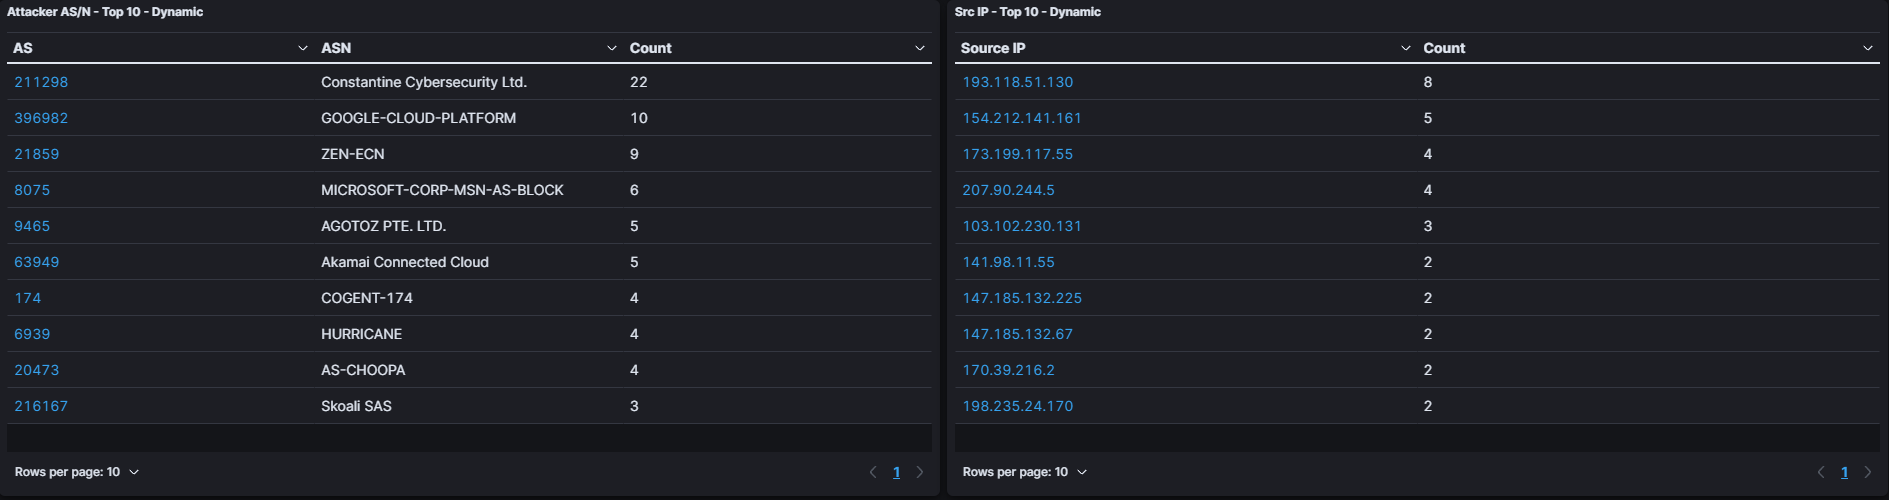 Attacker AS/N - Top 10 - Dynamic
AS ASN Count
211298 Constantine Cybersecurity Ltd. 22
396982 GOOGLE-CLOUD-PLATFORM 10
21859 ZEN-ECN 9
8075 MICROSOFT-CORP-MSN-AS-BLOCK 6
9465 AGOTOZ PTE. LTD. 5
63949 Akamai Connected Cloud 5
174 COGENT-174 4
6939 HURRICANE 4
20473 AS-CHOOPA 4
216167 Skoali SAS 3
Rows per page: 10 1
Src IP - Top 10 - Dynamic
Source IP Count
193.118.51.130 8
154.212.141.161 5
173.199.117.55 4
207.90.244.5 4
103.102.230.131 3
141.98.11.55 2
147.185.132.225 2
147.185.132.67 2
170.39.216.2 2
198.235.24.170 2
Rows per page: 10 1